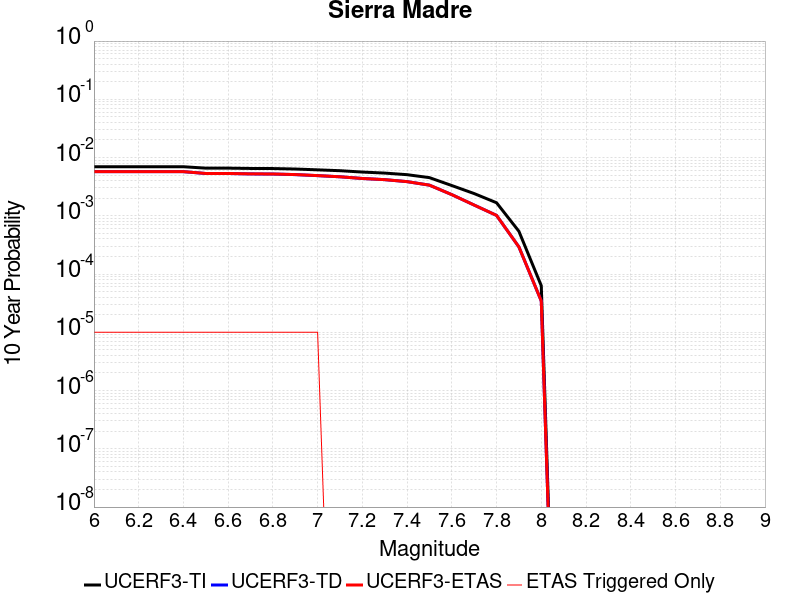 Sierra Madre
10 0
10 -1
10 -2
10 -3
10 -4
10 -5
10 -6
10 -7
10 -8
10 Year Probability
6 6.2 6.4 6.6 6.8 7 7.2 7.4 7.6 7.8 8 8.2 8.4 8.6 8.8 9
Magnitude
UCERF3-TI UCERF3-TD UCERF3-ETAS ETAS Triggered Only